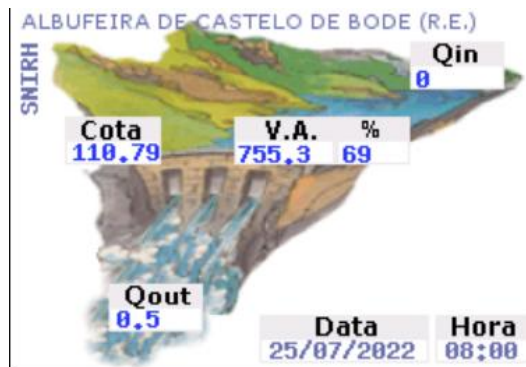 ALBUFEIRA DE CASTELO DE BODE (R.E.)
SNIRH
Qin
0
Cota V.A. %
110.79 755.3 69
Qout
0.5
Data Hora
25/07/2022 08:00